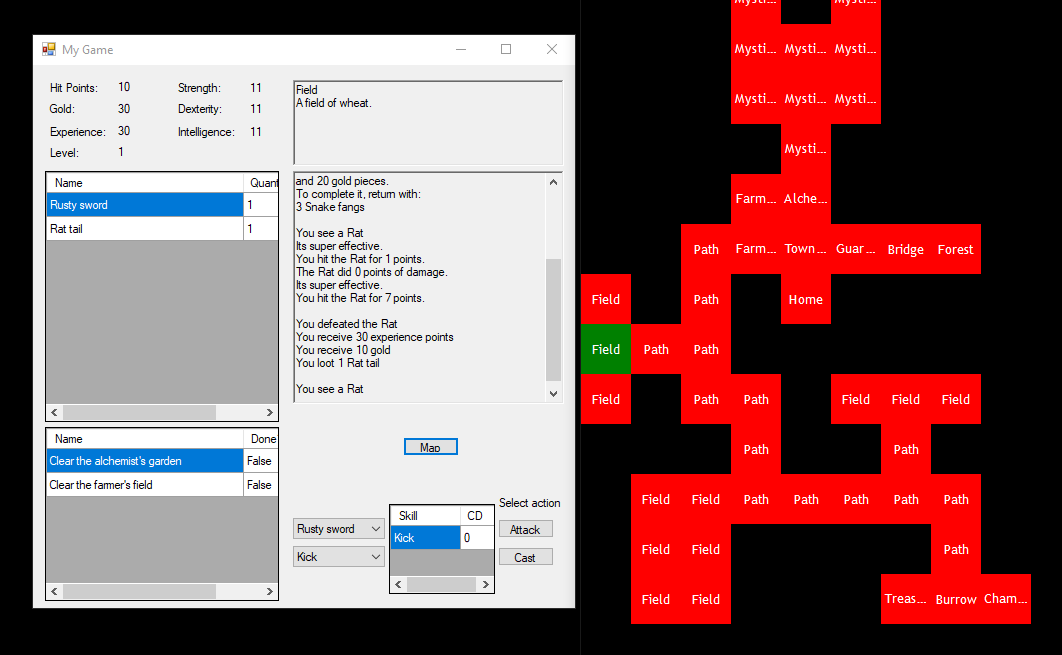 My Game
Hit Points: 10 Strength: 11
Gold: 30 Dexterity: 11
Experience: 30 Intelligence: 11
Level: 1
Field
A field of wheat.
Name Quant
Rusty sword 1
Rat tail 1
and 20 gold pieces.
To complete it, return with:
3 Snake fangs
You see a Rat
Its super effective.
You hit the Rat for 1 points.
The Rat did 0 points of damage.
Its super effective.
You hit the Rat for 7 points.
You defeated the Rat
You receive 30 experience points
You receive 10 gold
You loot 1 Rat tail
You see a Rat
Name Done
Clear the alchemist's garden False
Clear the farmer's field False
Map
Rusty sword
Kick
Skill CD
Kick 0
Select action
Attack
Cast
Mysti... Mysti...
Mysti... Mysti... Mysti...
Mysti... Mysti... Mysti...
Mysti...
Farm... Alche...
Path Farm... Town ... Guar ... Bridge Forest
Field Path Home
Field Path Path
Field Path Path Field Field Field
Path Path
Field Field Path Path Path Path Path
Field Field Path
Field Field Treas... Burrow Cham...